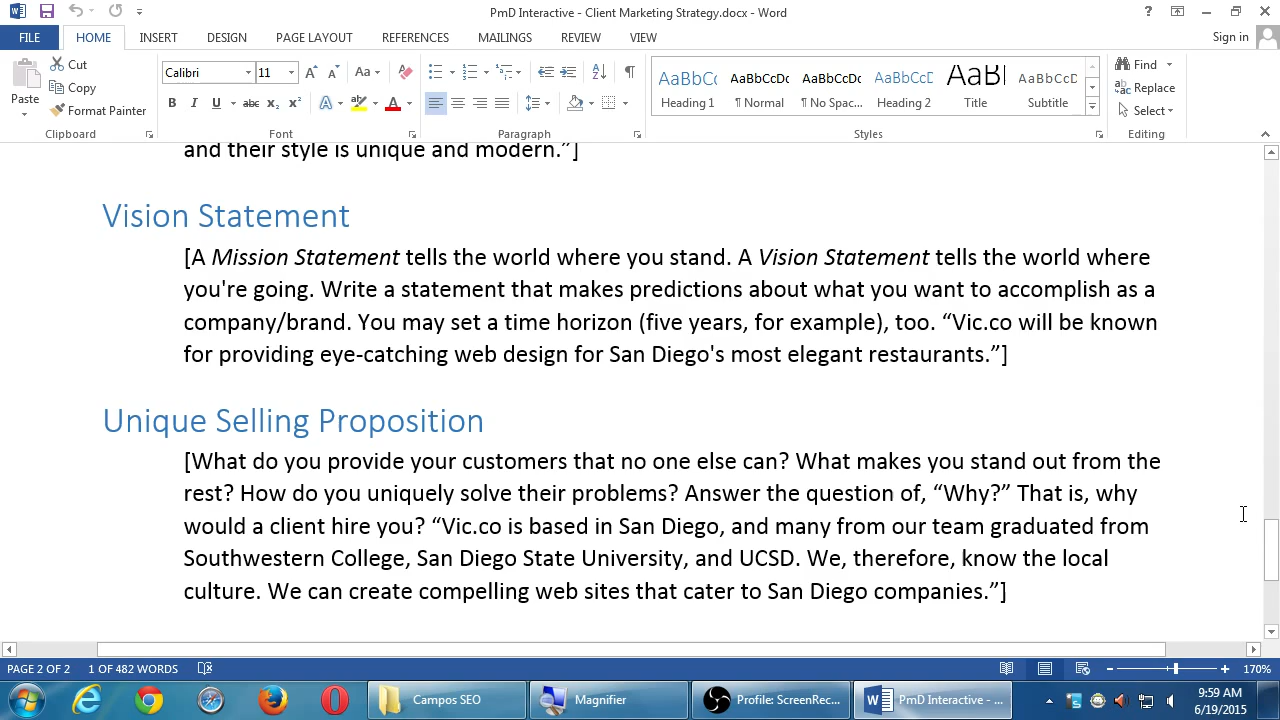 PmD Interactive - Client Marketing Strategy.docx - Word
FILE HOME INSERT DESIGN PAGE LAYOUT REFERENCES MAILINGS REVIEW VIEW Sign in
Paste
Cut
Copy
Format Painter
Clipboard
Calibri 11
Font
Paragraph
AaBbCc AaBbCcDc AaBbCcDc AaBbCcD AaB AaBbCcD
Heading 1 ¶ Normal ¶ No Spac... Heading 2 Title Subtitle
Styles
Find
Replace
Select
Editing
and their style is unique and modern.”]
Vision Statement
[A Mission Statement tells the world where you stand. A Vision Statement tells the world where
you're going. Write a statement that makes predictions about what you want to accomplish as a
company/brand. You may set a time horizon (five years, for example), too. “Vic.co will be known
for providing eye-catching web design for San Diego's most elegant restaurants.”]
Unique Selling Proposition
[What do you provide your customers that no one else can? What makes you stand out from the
rest? How do you uniquely solve their problems? Answer the question of, “Why?” That is, why
would a client hire you? “Vic.co is based in San Diego, and many from our team graduated from
Southwestern College, San Diego State University, and UCSD. We, therefore, know the local
culture. We can create compelling web sites that cater to San Diego companies.”]
PAGE 2 OF 2 1 OF 482 WORDS 170%
Campos SEO Magnifier Profile: ScreenRec... PmD Interactive - ...
9:59 AM
6/19/2015